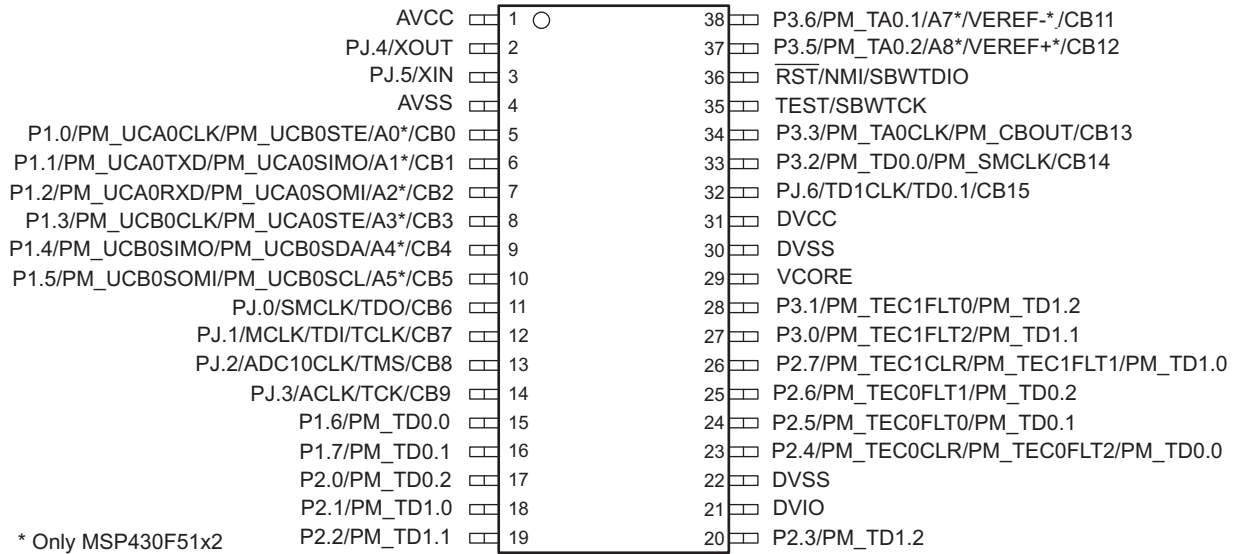 AVCC 1 38 P3.6/PM_TA0.1/A7*/VEREF-*/CB11
PJ.4/XOUT 2 37 P3.5/PM_TA0.2/A8*/VEREF+*/CB12
PJ.5/XIN 3 36 RST/NMI/SBWTDIO
AVSS 4 35 TEST/SBWTCK
P1.0/PM_UCA0CLK/PM_UCB0STE/A0*/CB0 5 34 P3.3/PM_TA0CLK/PM_CBOUT/CB13
P1.1/PM_UCA0TXD/PM_UCA0SIMO/A1*/CB1 6 33 P3.2/PM_TD0.0/PM_SMCLK/CB14
P1.2/PM_UCA0RXD/PM_UCA0SOMI/A2*/CB2 7 32 PJ.6/TD1CLK/TD0.1/CB15
P1.3/PM_UCB0CLK/PM_UCA0STE/A3*/CB3 8 31 DVCC
P1.4/PM_UCB0SIMO/PM_UCB0SDA/A4*/CB4 9 30 DVSS
P1.5/PM_UCB0SOMI/PM_UCB0SCL/A5*/CB5 10 29 VCORE
PJ.0/SMCLK/TDO/CB6 11 28 P3.1/PM_TEC1FLT0/PM_TD1.2
PJ.1/MCLK/TDI/TCLK/CB7 12 27 P3.0/PM_TEC1FLT2/PM_TD1.1
PJ.2/ADC10CLK/TMS/CB8 13 26 P2.7/PM_TEC1CLR/PM_TEC1FLT1/PM_TD1.0
PJ.3/ACLK/TCK/CB9 14 25 P2.6/PM_TEC0FLT1/PM_TD0.2
P1.6/PM_TD0.0 15 24 P2.5/PM_TEC0FLT0/PM_TD0.1
P1.7/PM_TD0.1 16 23 P2.4/PM_TEC0CLR/PM_TEC0FLT2/PM_TD0.0
P2.0/PM_TD0.2 17 22 DVSS
P2.1/PM_TD1.0 18 21 DVIO
P2.2/PM_TD1.1 19 20 P2.3/PM_TD1.2
* Only MSP430F51x2